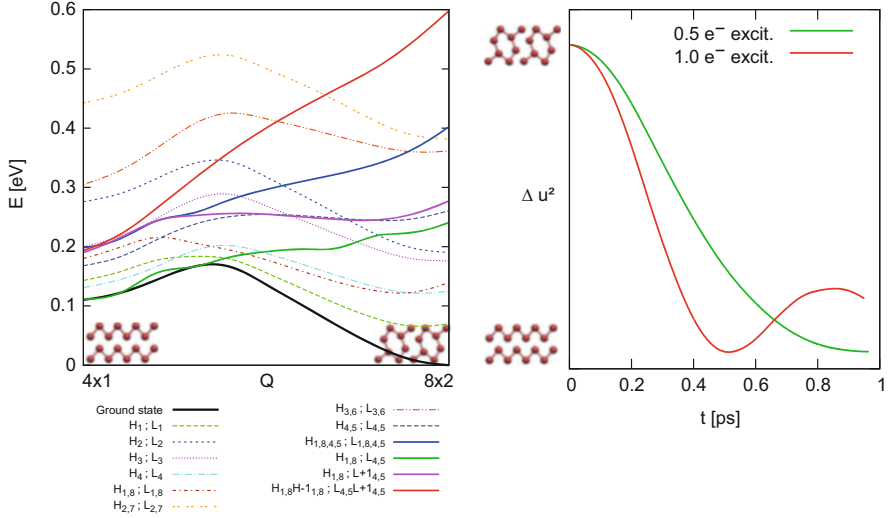 E [eV]
0.6
0.5
0.4
0.3
0.2
0.1
0
4x1
Q
8x2
Ground state
H₁ ; L₁
H₂ ; L₂
H₃ ; L₃
H₄ ; L₄
H₁,₈ ; L₁,₈
H₂,₇ ; L₂,₇
H₃,₆ ; L₃,₆
H₄,₅ ; L₄,₅
H₁,₈,₄,₅ ; L₁,₈,₄,₅
H₁,₈ ; L₄,₅
H₁,₈ ; L+1₄,₅
H₁,₈H-1₁,₈ ; L₄,₅L+1₄,₅
0.5 e⁻ excit.
1.0 e⁻ excit.
Δ u²
0 0.2 0.4 0.6 0.8 1
t [ps]